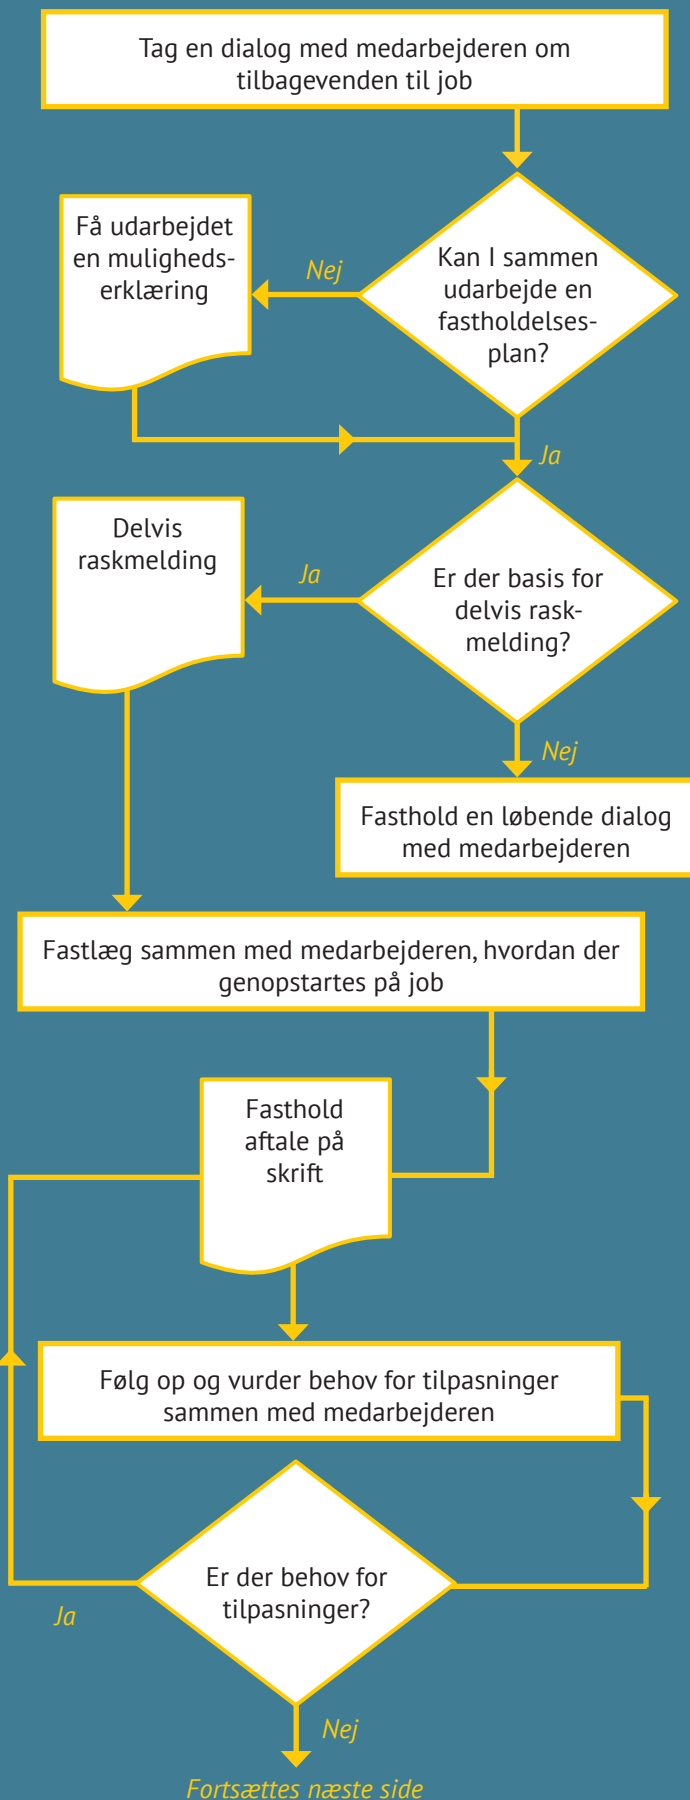 Tag en dialog med medarbejderen om
tilbagevenden til job
Få udarbejdet
en muligheds-
erklæring
Nej
Kan I sammen
udarbejde en
fastholdelses-
plan?
Ja
Delvis
raskmelding
Ja
Er der basis for
delvis rask-
melding?
Nej
Fasthold en løbende dialog
med medarbejderen
Fastlæg sammen med medarbejderen, hvordan der
genopstartes på job
Fasthold
aftale på
skrift
Følg op og vurder behov for tilpasninger
sammen med medarbejderen
Er der behov for
tilpasninger?
Ja
Nej
Fortsættes næste side